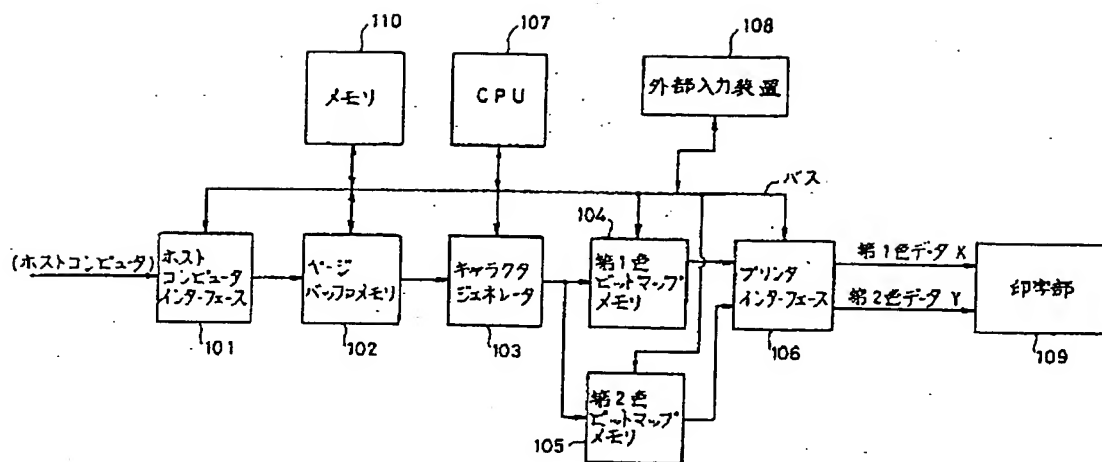 110
107
108
メモリ
CPU
外部入力装置
バス
104
(ホストコンピュータ)
ホスト
コンピュータ
インターフェース
101
ページ
バッファメモリ
102
キャラクタ
ジェネレータ
103
第1色
ビットマップ
メモリ
プリンタ
インターフェース
106
第1色データ X
第2色データ Y
印字部
109
第2色
ビットマップ
メモリ
105